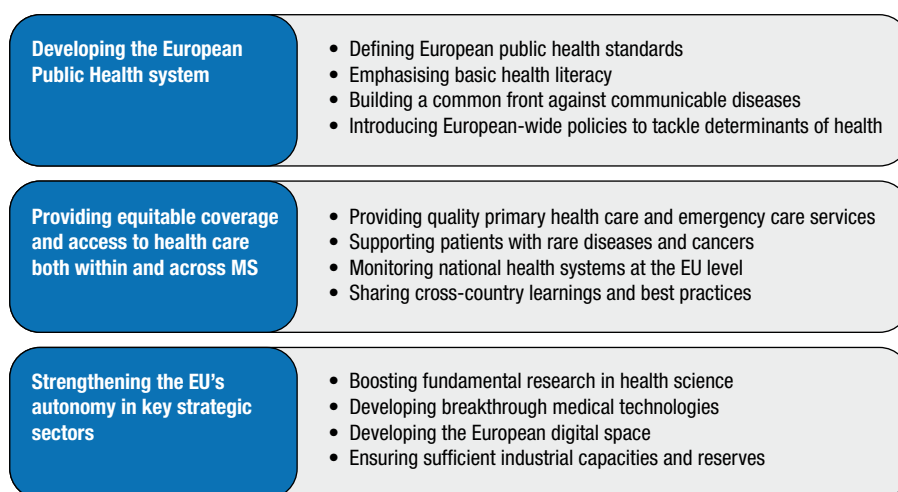 Developing the European
Public Health system
• Defining European public health standards
• Emphasising basic health literacy
• Building a common front against communicable diseases
• Introducing European-wide policies to tackle determinants of health
Providing equitable coverage
and access to health care
both within and across MS
• Providing quality primary health care and emergency care services
• Supporting patients with rare diseases and cancers
• Monitoring national health systems at the EU level
• Sharing cross-country learnings and best practices
Strengthening the EU's
autonomy in key strategic
sectors
• Boosting fundamental research in health science
• Developing breakthrough medical technologies
• Developing the European digital space
• Ensuring sufficient industrial capacities and reserves